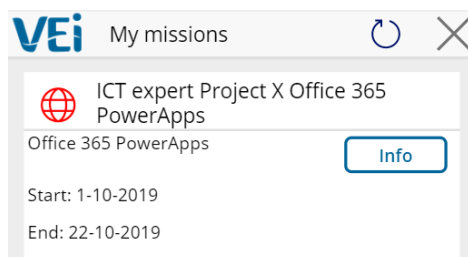 VEi My missions
ICT expert Project X Office 365
PowerApps
Office 365 PowerApps
Info
Start: 1-10-2019
End: 22-10-2019